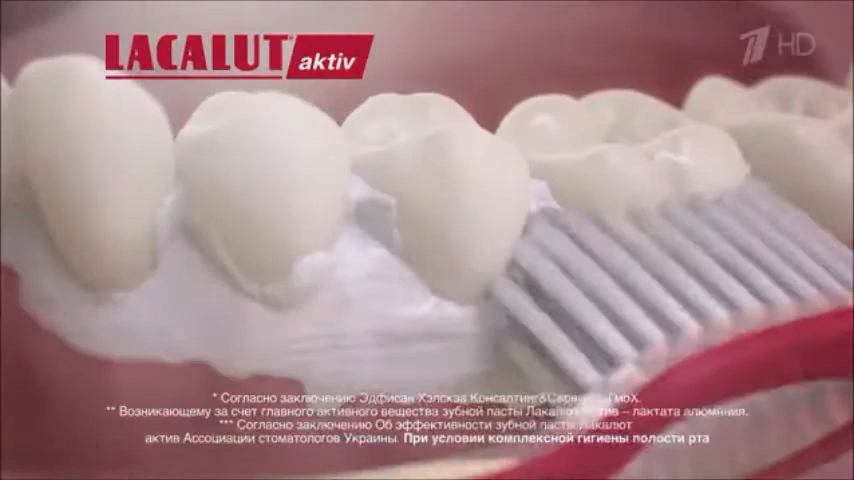 LACALUT® aktiv
HD
* Согласно заключению Эдфисан Хэлскэа Консалтинг&Сервис ГмбХ.
** Возникающему за счет главного активного вещества зубной пасты Лакалют актив – лактата алюминия.
*** Согласно заключению Об эффективности зубной пасты Лакалют
актив Ассоциации стоматологов Украины. При условии комплексной гигиены полости рта